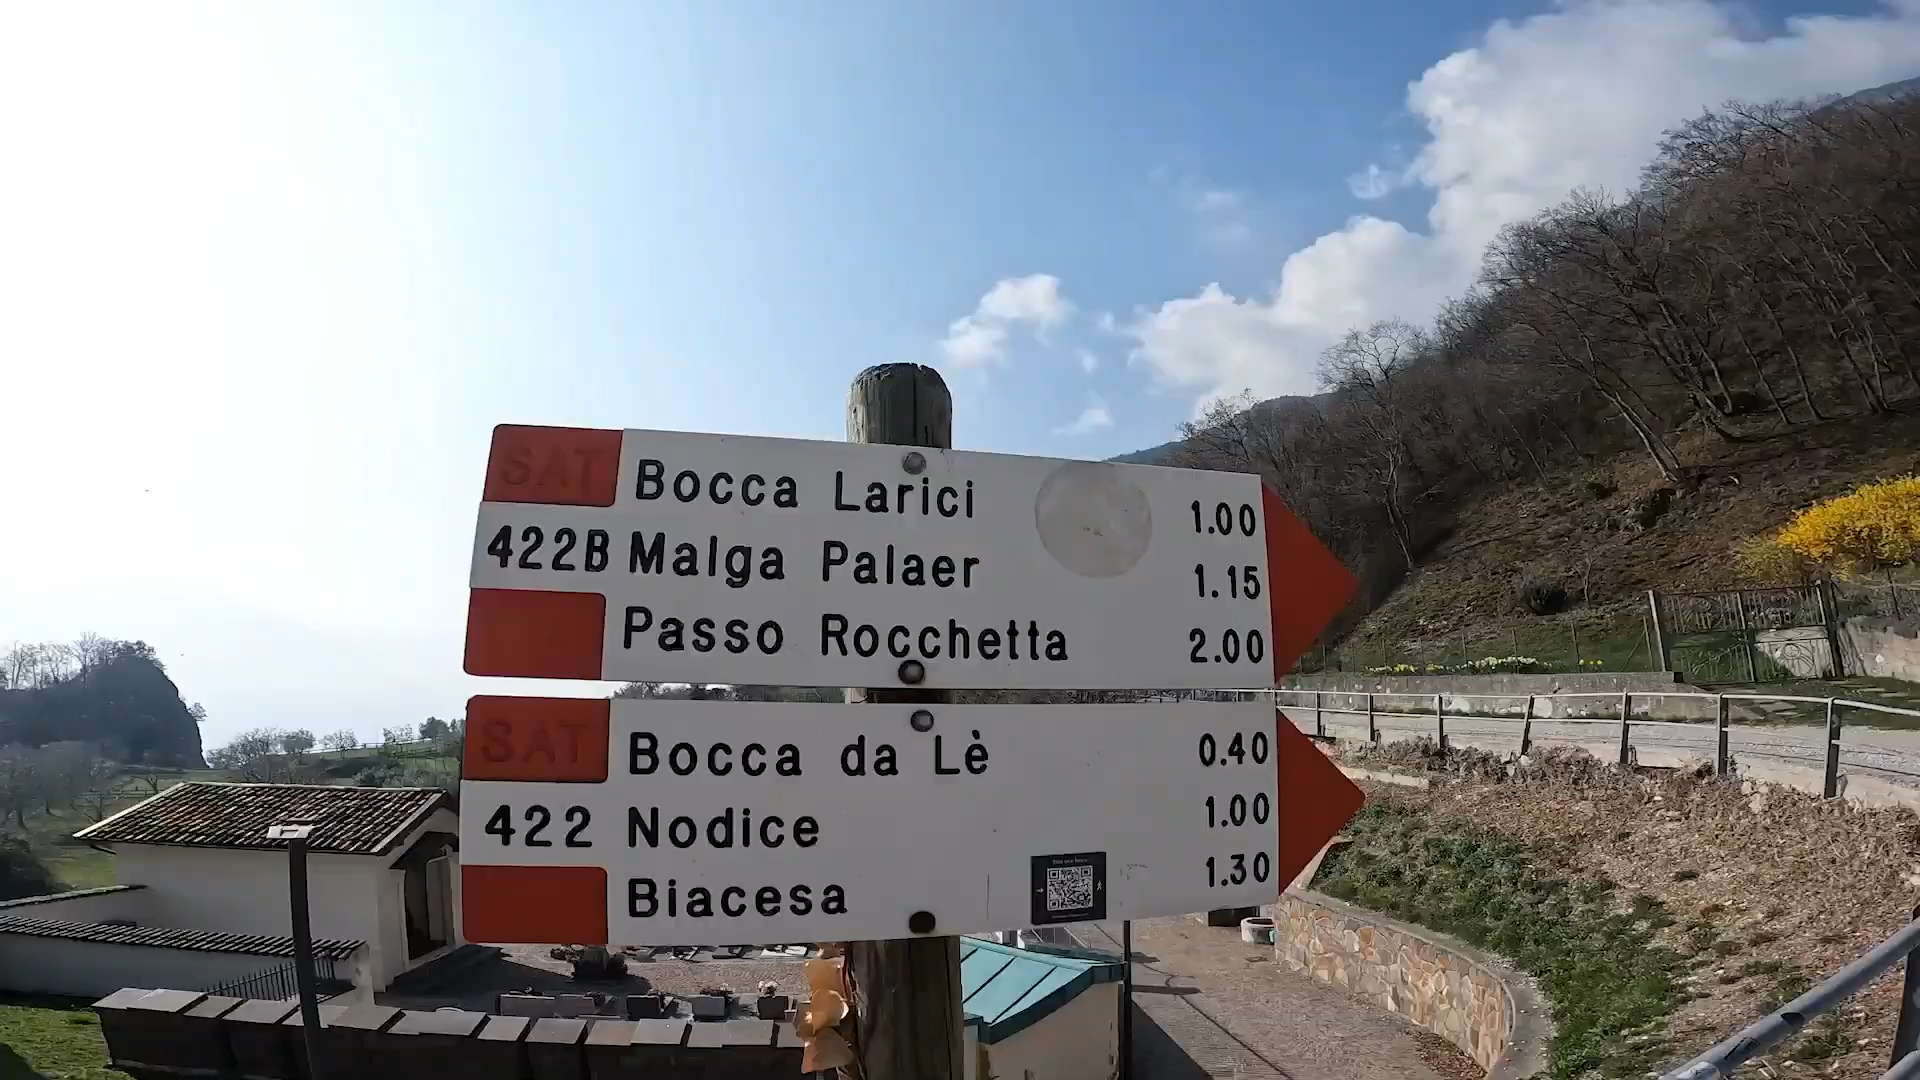 SAT Bocca Larici 1.00
422B Malga Palaer 1.15
Passo Rocchetta 2.00
SAT Bocca da Lè 0.40
422 Nodice 1.00
Biacesa 1.30